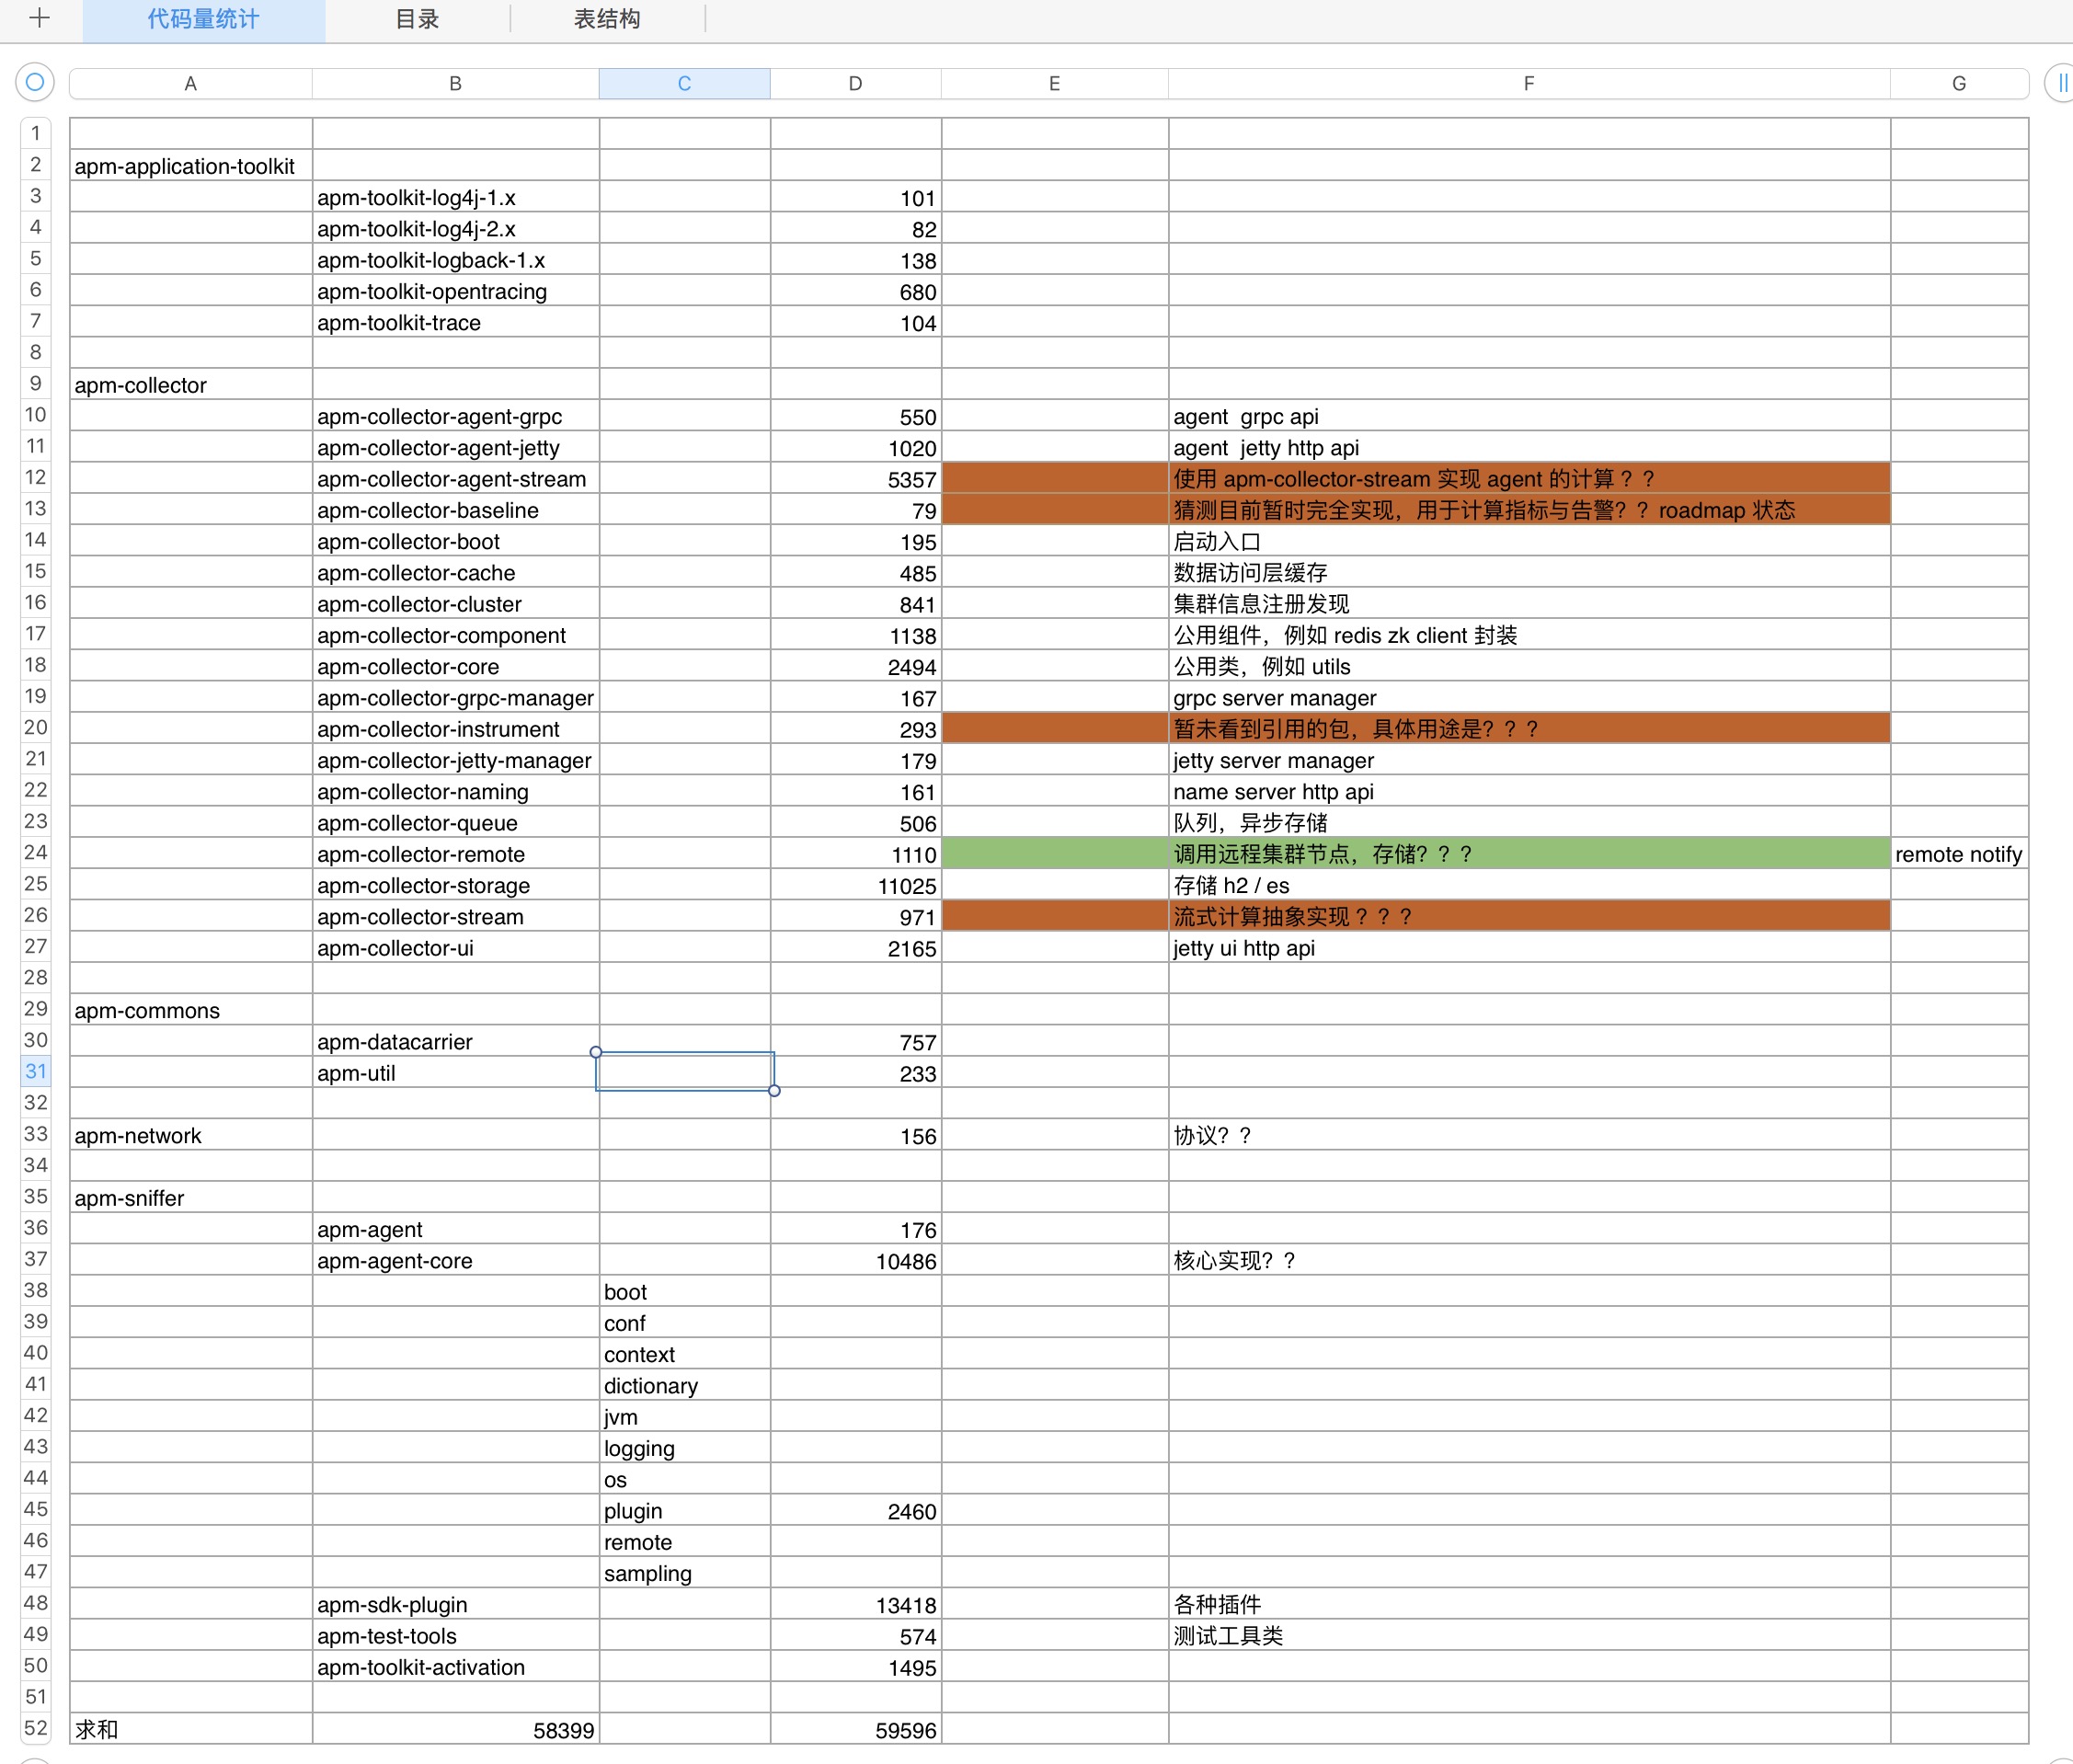 代码量统计 目录 表结构
A B C D E F G
1
2 apm-application-toolkit
3 apm-toolkit-log4j-1.x 101
4 apm-toolkit-log4j-2.x 82
5 apm-toolkit-logback-1.x 138
6 apm-toolkit-opentracing 680
7 apm-toolkit-trace 104
8
9 apm-collector
10 apm-collector-agent-grpc 550 agent grpc api
11 apm-collector-agent-jetty 1020 agent jetty http api
12 apm-collector-agent-stream 5357 使用 apm-collector-stream 实现 agent 的计算？？
13 apm-collector-baseline 79 猜测目前暂时完全实现，用于计算指标与告警？？roadmap 状态
14 apm-collector-boot 195 启动入口
15 apm-collector-cache 485 数据访问层缓存
16 apm-collector-cluster 841 集群信息注册发现
17 apm-collector-component 1138 公用组件，例如 redis zk client 封装
18 apm-collector-core 2494 公用类，例如 utils
19 apm-collector-grpc-manager 167 grpc server manager
20 apm-collector-instrument 293 暂未看到引用的包，具体用途是？？？
21 apm-collector-jetty-manager 179 jetty server manager
22 apm-collector-naming 161 name server http api
23 apm-collector-queue 506 队列，异步存储
24 apm-collector-remote 1110 调用远程集群节点，存储？？？ remote notify
25 apm-collector-storage 11025 存储 h2 / es
26 apm-collector-stream 971 流式计算抽象实现？？？
27 apm-collector-ui 2165 jetty ui http api
28
29 apm-commons
30 apm-datacarrier 757
31 apm-util 233
32
33 apm-network 156 协议？？
34
35 apm-sniffer
36 apm-agent 176
37 apm-agent-core 10486 核心实现？？
38 boot
39 conf
40 context
41 dictionary
42 jvm
43 logging
44 os
45 plugin 2460
46 remote
47 sampling
48 apm-sdk-plugin 13418 各种插件
49 apm-test-tools 574 测试工具类
50 apm-toolkit-activation 1495
51
52 求和 58399 59596